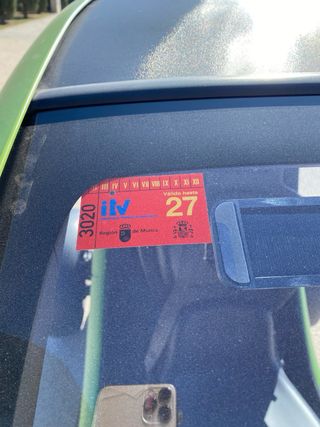 III IV V VI VII VIII IX X XI XII
Válido hasta
itv
27
3020
Región de Murcia